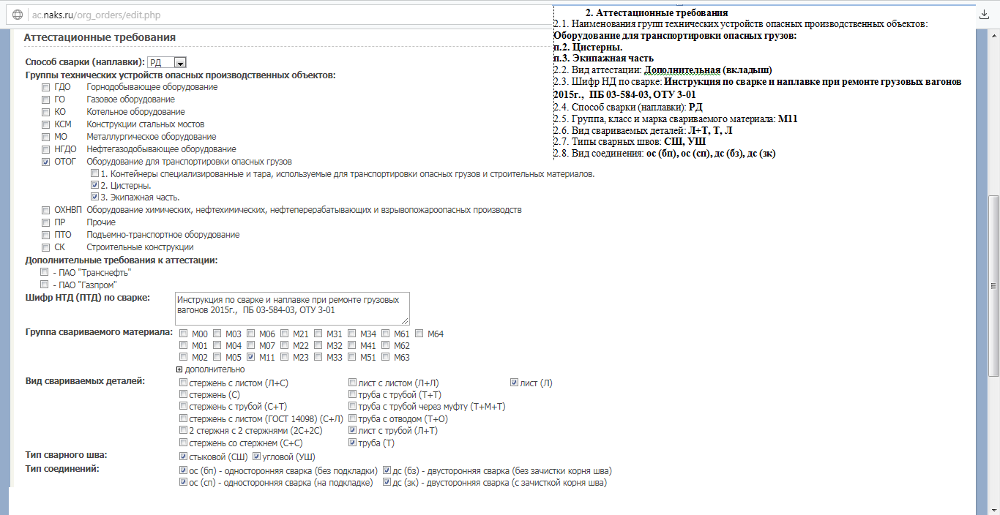 ac.naks.ru/org_orders/edit.php
Аттестационные требования
Способ сварки (наплавки): РД
Группы технических устройств опасных производственных объектов:
ГДО Горнодобывающее оборудование
ГО Газовое оборудование
КО Котельное оборудование
КСМ Конструкции стальных мостов
МО Металлургическое оборудование
НГДО Нефтегазодобывающее оборудование
ОТОГ Оборудование для транспортировки опасных грузов
1. Контейнеры специализированные и тара, используемые для транспортировки опасных грузов и строительных материалов.
2. Цистерны.
3. Экипажная часть.
ОХНВП Оборудование химических, нефтехимических, нефтеперерабатывающих и взрывопожароопасных производств
ПР Прочие
ПТО Подъемно-транспортное оборудование
СК Строительные конструкции
Дополнительные требования к аттестации:
- ПАО "Транснефть"
- ПАО "Газпром"
Шифр НТД (ПТД) по сварке: Инструкция по сварке и наплавке при ремонте грузовых
вагонов 2015г., ПБ 03-584-03, ОТУ 3-01
Группа свариваемого материала: М00 М03 М06 М21 М31 М34 М61 М64
М01 М04 М07 М22 М32 М41 М62
М02 М05 М11 М23 М33 М51 М63
дополнительно
Вид свариваемых деталей: стержень с листом (Л+С) лист с листом (Л+Л) лист (Л)
стержень (С) труба с трубой (Т+Т)
стержень с трубой (С+Т) труба с трубой через муфту (Т+М+Т)
стержень с листом (ГОСТ 14098) (С+Л) труба с отводом (Т+О)
2 стержня с 2 стержнями (2С+2С) лист с трубой (Л+Т)
стержень со стержнем (С+С) труба (Т)
Тип сварного шва: стыковой (СШ) угловой (УШ)
Тип соединений: ос (бп) - односторонняя сварка (без подкладки) дс (бз) - двусторонняя сварка (без зачистки корня шва)
ос (сп) - односторонняя сварка (на подкладке) дс (зк) - двусторонняя сварка (с зачисткой корня шва)
2. Аттестационные требования
2.1. Наименования групп технических устройств опасных производственных объектов:
Оборудование для транспортировки опасных грузов:
п.2. Цистерны.
п.3. Экипажная часть
2.2. Вид аттестации: Дополнительная (вкладыш)
2.3. Шифр НД по сварке: Инструкция по сварке и наплавке при ремонте грузовых вагонов
2015г., ПБ 03-584-03, ОТУ 3-01
2.4. Способ сварки (наплавки): РД
2.5. Группа, класс и марка свариваемого материала: М11
2.6. Вид свариваемых деталей: Л+Т, Т, Л
2.7. Типы сварных швов: СШ, УШ
2.8. Вид соединения: ос (бп), ос (сп), дс (бз), дс (зк)